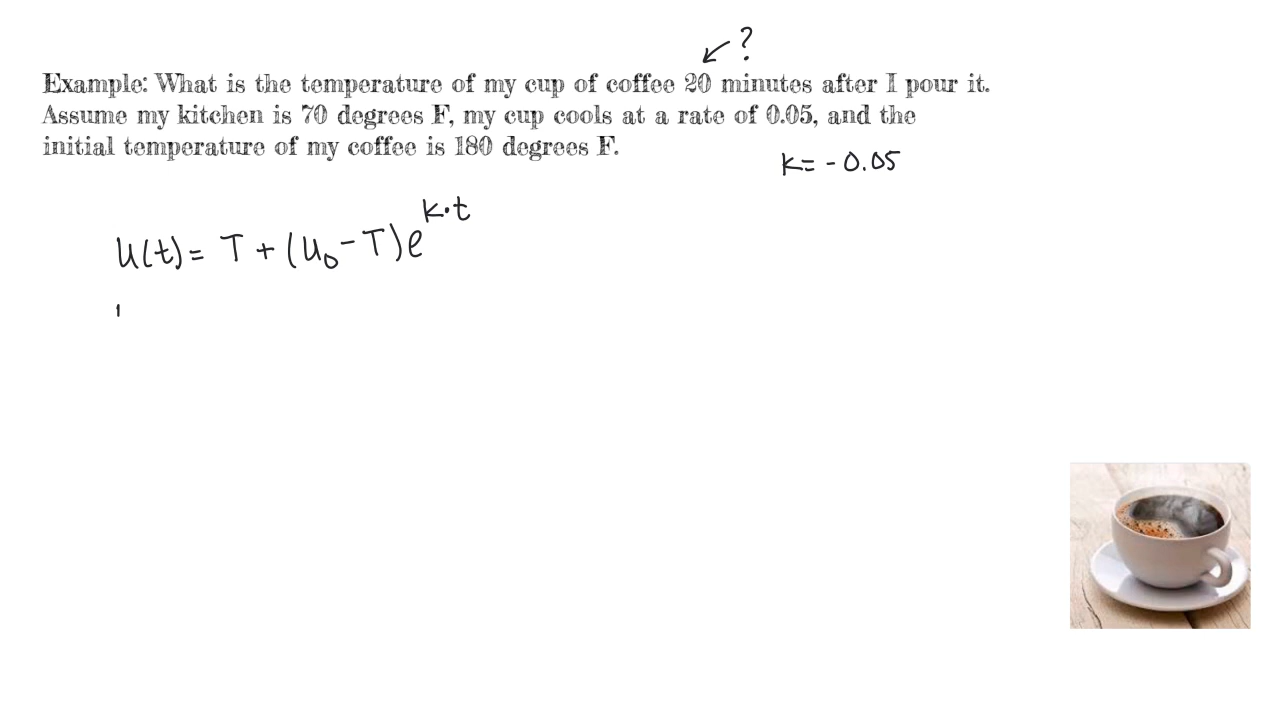 ?
Example: What is the temperature of my cup of coffee 20 minutes after I pour it.
Assume my kitchen is 70 degrees F, my cup cools at a rate of 0.05, and the
initial temperature of my coffee is 180 degrees F.
k = - 0.05
u(t) = T + (u₀ - T)e^{k·t}